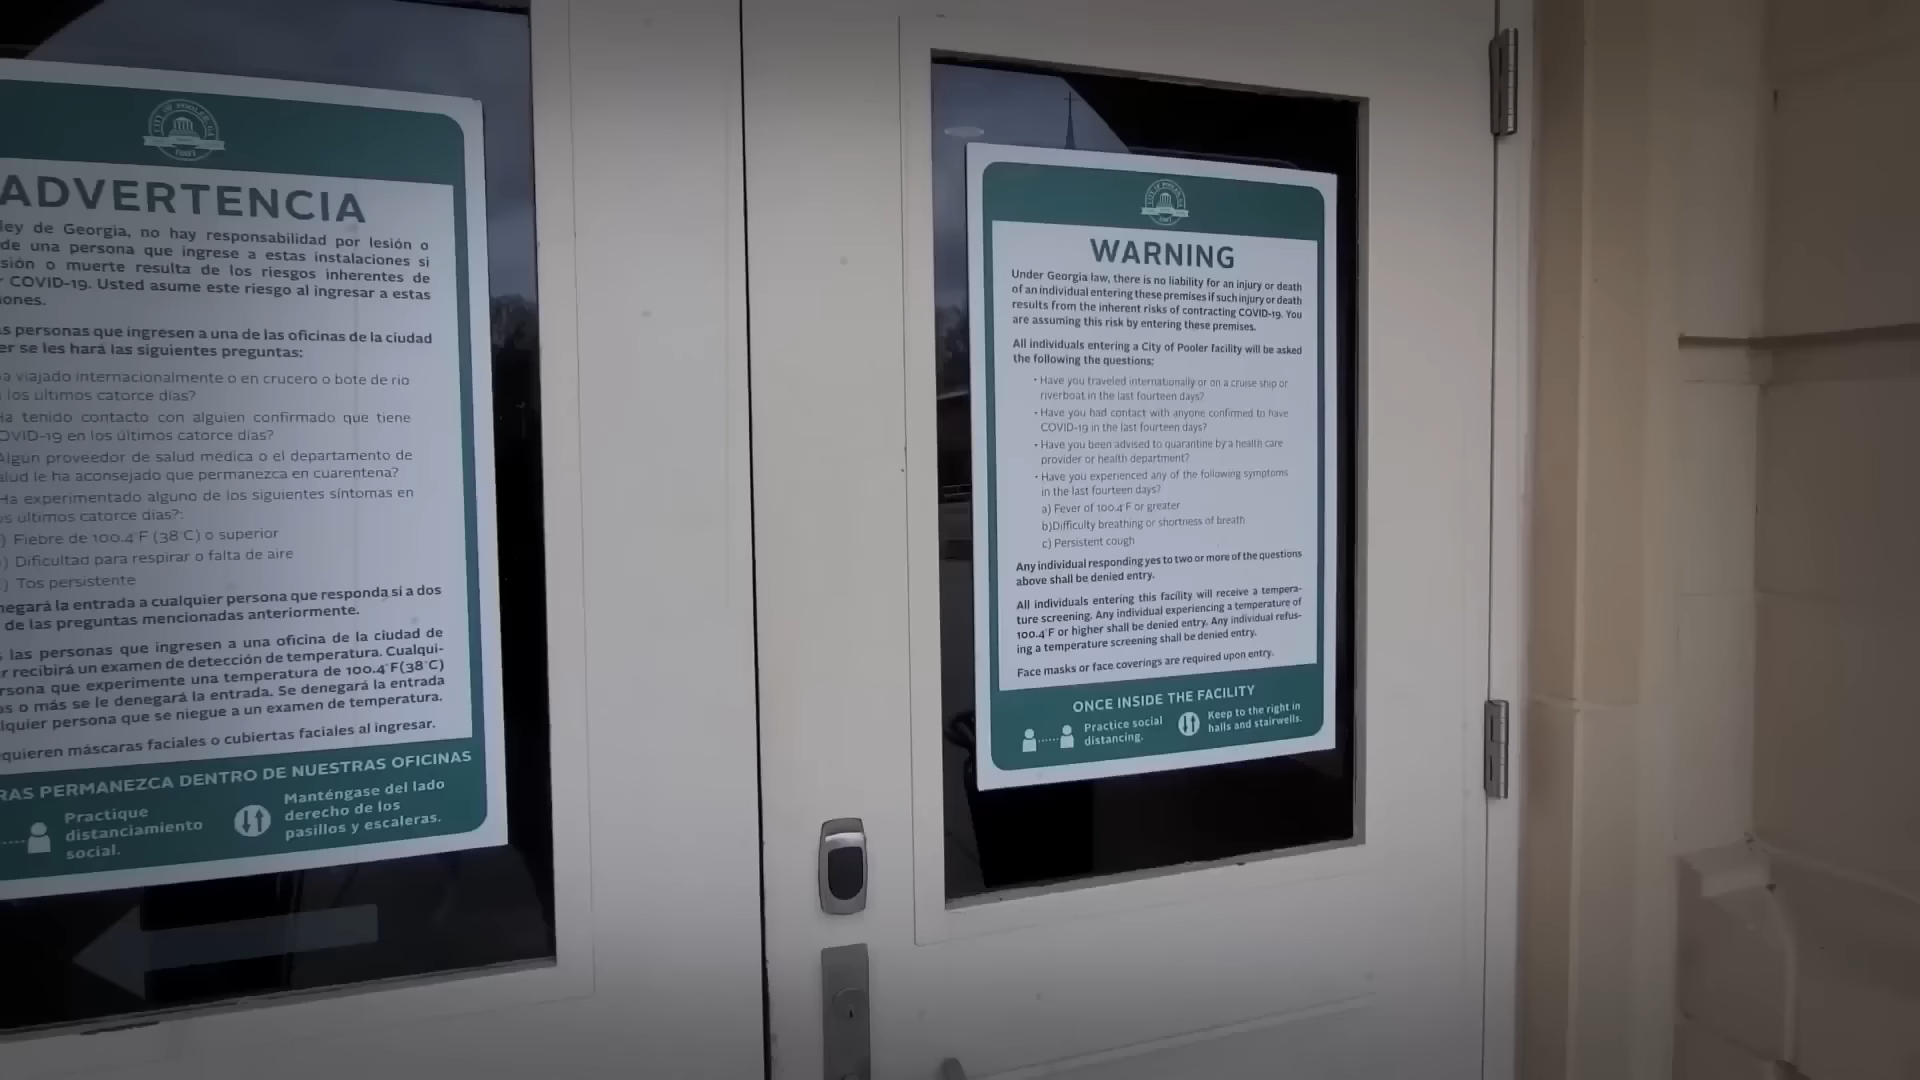 ADVERTENCIA
ley de Georgia, no hay responsabilidad por lesión o
de una persona que ingrese a estas instalaciones si
sión o muerte resulta de los riesgos inherentes de
COVID-19. Usted asume este riesgo al ingresar a estas
iones.
as personas que ingresen a una de las oficinas de la ciudad
er se les hará las siguientes preguntas:
a viajado internacionalmente o en crucero o bote de rio
los últimos catorce días?
Ha tenido contacto con alguien confirmado que tiene
OVID-19 en los últimos catorce días?
Algún proveedor de salud médica o el departamento de
alud le ha aconsejado que permanezca en cuarentena?
Ha experimentado alguno de los siguientes síntomas en
os ultimos catorce días?:
) Fiebre de 100.4°F (38°C) o superior
) Dificultad para respirar o falta de aire
) Tos persistente
negará la entrada a cualquier persona que responda si a dos
de las preguntas mencionadas anteriormente.
s las personas que ingresen a una oficina de la ciudad de
r recibirá un examen de detección de temperatura. Cualqui-
rsona que experimente una temperatura de 100.4°F(38°C)
os o más se le denegará la entrada. Se denegará la entrada
lquier persona que se niegue a un examen de temperatura.
quieren máscaras faciales o cubiertas faciales al ingresar.
RAS PERMANEZCA DENTRO DE NUESTRAS OFICINAS
Practique
distanciamiento
social.
Manténgase del lado
derecho de los
pasillos y escaleras.
CITY OF POOLER, GA
WARNING
Under Georgia law, there is no liability for an injury or death
of an individual entering these premises if such injury or death
results from the inherent risks of contracting COVID-19. You
are assuming this risk by entering these premises.
All individuals entering a City of Pooler facility will be asked
the following the questions:
• Have you traveled internationally or on a cruise ship or
riverboat in the last fourteen days?
• Have you had contact with anyone confirmed to have
COVID-19 in the last fourteen days?
• Have you been advised to quarantine by a health care
provider or health department?
• Have you experienced any of the following symptoms
in the last fourteen days?
a) Fever of 100.4°F or greater
b)Difficulty breathing or shortness of breath
c) Persistent cough
Any individual responding yes to two or more of the questions
above shall be denied entry.
All individuals entering this facility will receive a tempera-
ture screening. Any individual experiencing a temperature of
100.4°F or higher shall be denied entry. Any individual refus-
ing a temperature screening shall be denied entry.
Face masks or face coverings are required upon entry.
ONCE INSIDE THE FACILITY
Practice social
distancing.
Keep to the right in
halls and stairwells.